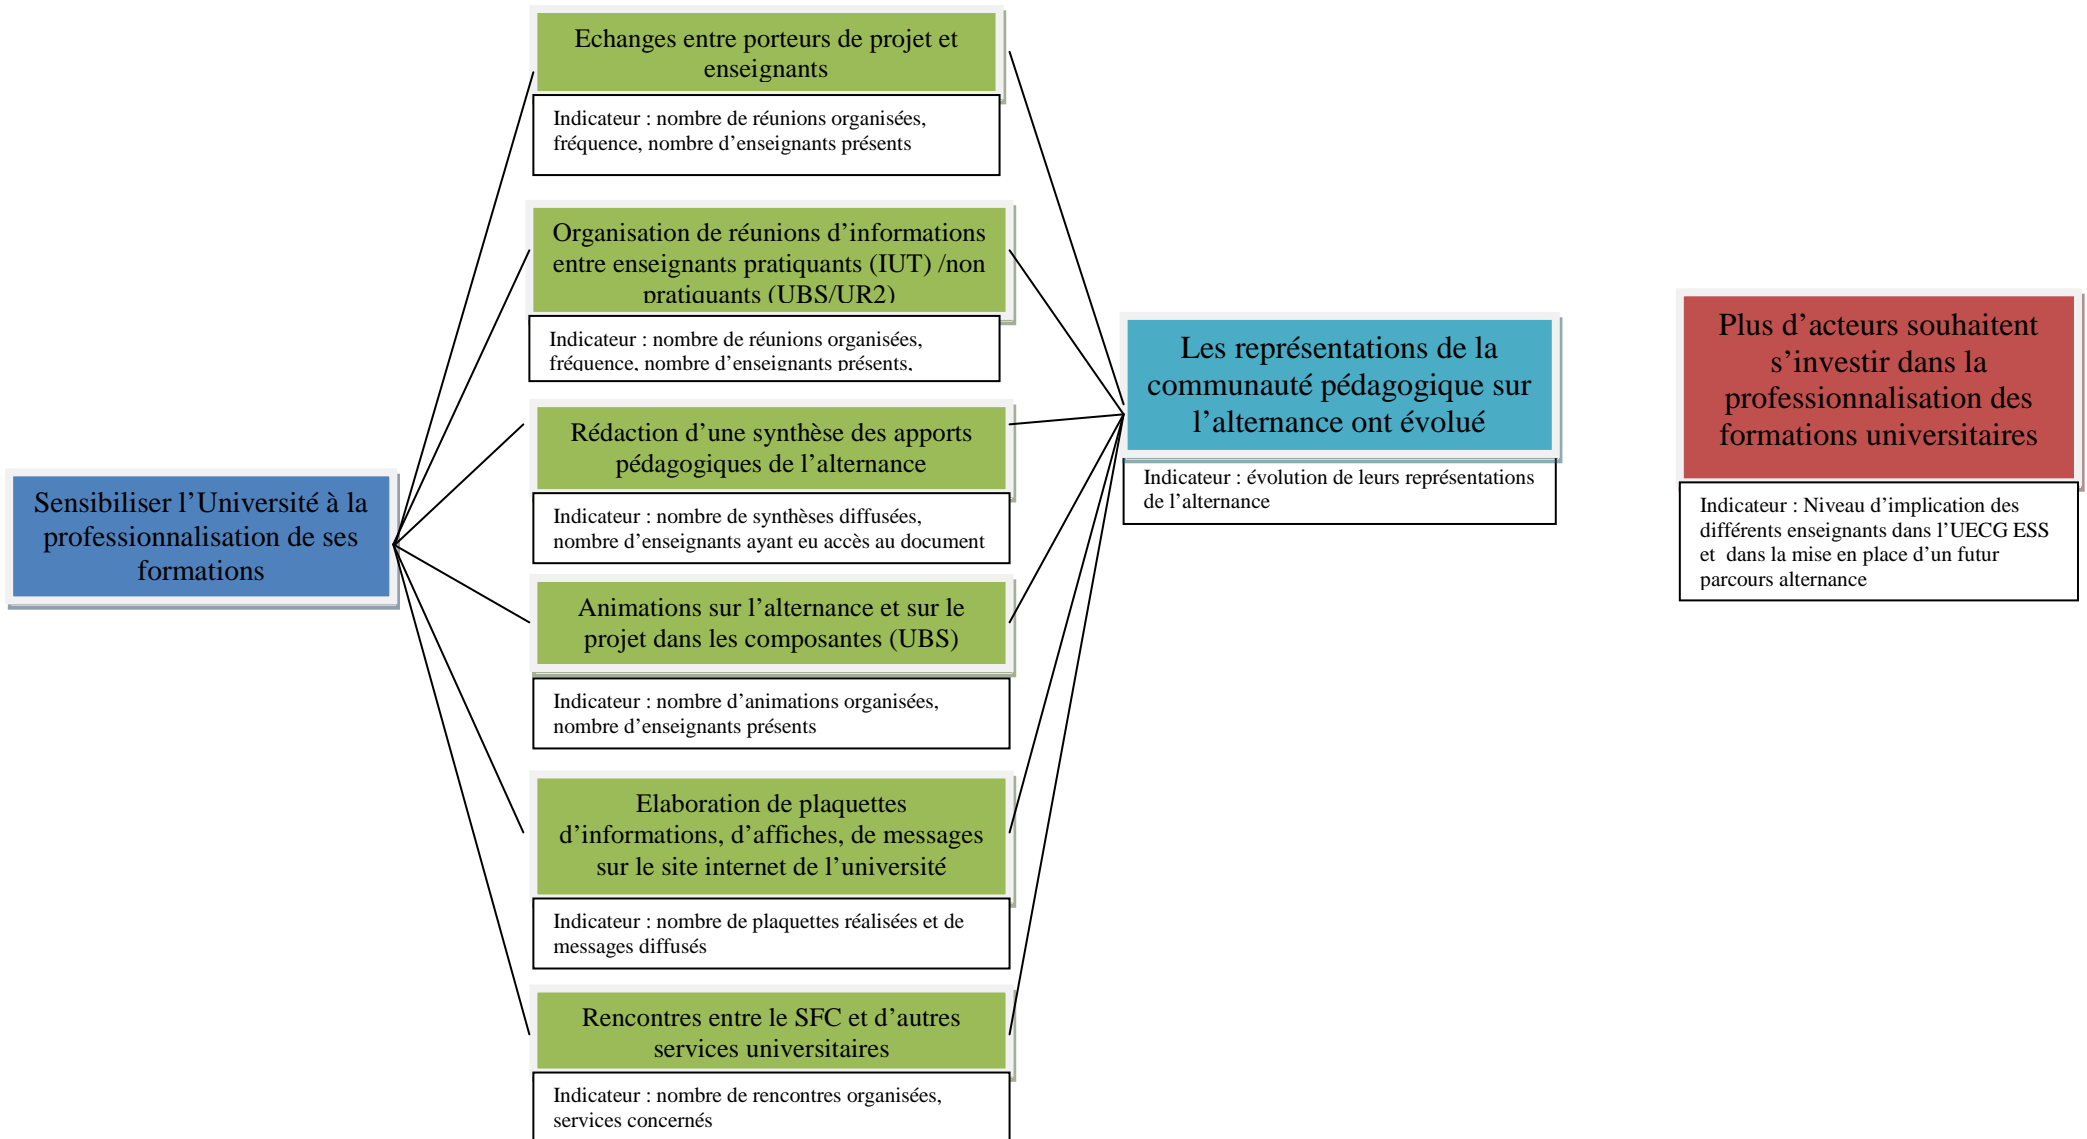 Sensibiliser l’Université à la
professionnalisation de ses
formations
Echanges entre porteurs de projet et
enseignants
Indicateur : nombre de réunions organisées,
fréquence, nombre d’enseignants présents
Organisation de réunions d’informations
entre enseignants pratiquants (IUT) /non
pratiquants (UBS/UR2)
Indicateur : nombre de réunions organisées,
fréquence, nombre d’enseignants présents,
Rédaction d’une synthèse des apports
pédagogiques de l’alternance
Indicateur : nombre de synthèses diffusées,
nombre d’enseignants ayant eu accès au document
Animations sur l’alternance et sur le
projet dans les composantes (UBS)
Indicateur : nombre d’animations organisées,
nombre d’enseignants présents
Elaboration de plaquettes
d’informations, d’affiches, de messages
sur le site internet de l’université
Indicateur : nombre de plaquettes réalisées et de
messages diffusés
Rencontres entre le SFC et d’autres
services universitaires
Indicateur : nombre de rencontres organisées,
services concernés
Les représentations de la
communauté pédagogique sur
l’alternance ont évolué
Indicateur : évolution de leurs représentations
de l’alternance
Plus d’acteurs souhaitent
s’investir dans la
professionnalisation des
formations universitaires
Indicateur : Niveau d’implication des
différents enseignants dans l’UECG ESS
et dans la mise en place d’un futur
parcours alternance